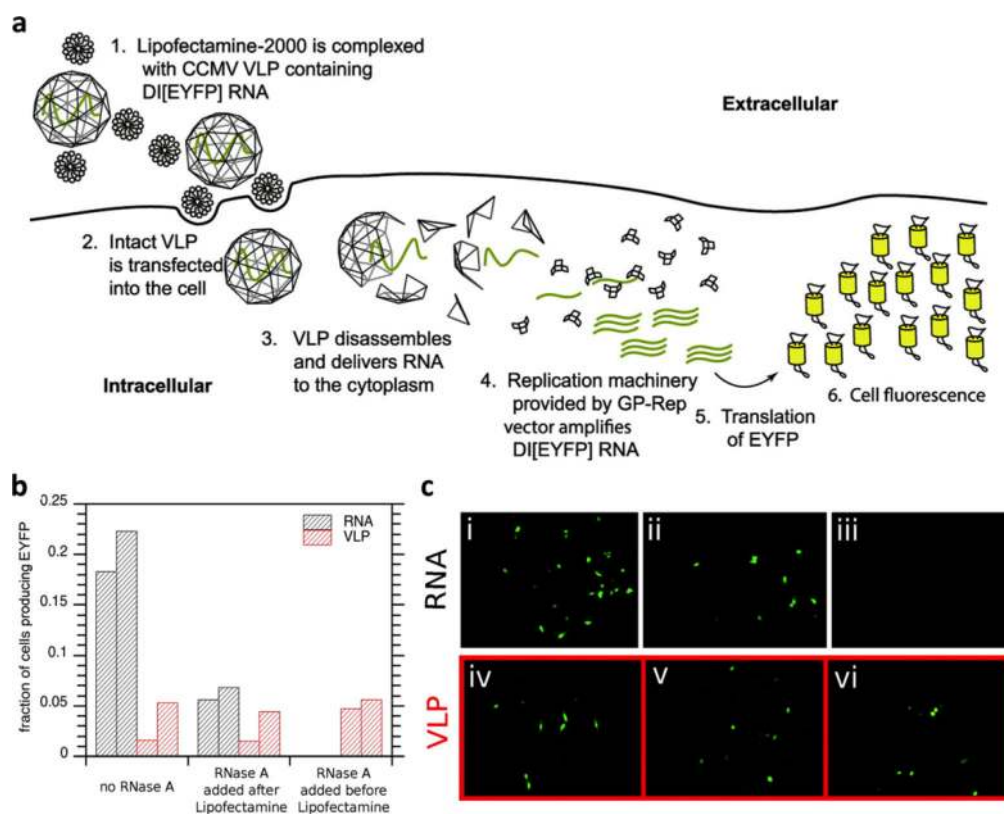 a
1. Lipofectamine-2000 is complexed
with CCMV VLP containing
DI[EYFP] RNA
Extracellular
2. Intact VLP
is transfected
into the cell
3. VLP disassembles
and delivers RNA
to the cytoplasm
Intracellular
4. Replication machinery
provided by GP-Rep
vector amplifies
DI[EYFP] RNA
5. Translation
of EYFP
6. Cell fluorescence
b
fraction of cells producing EYFP
0.25
0.2
0.15
0.1
0.05
0
RNA
VLP
no RNase A
RNase A
added after
Lipofectamine
RNase A
added before
Lipofectamine
c
RNA
i
ii
iii
VLP
iv
v
vi